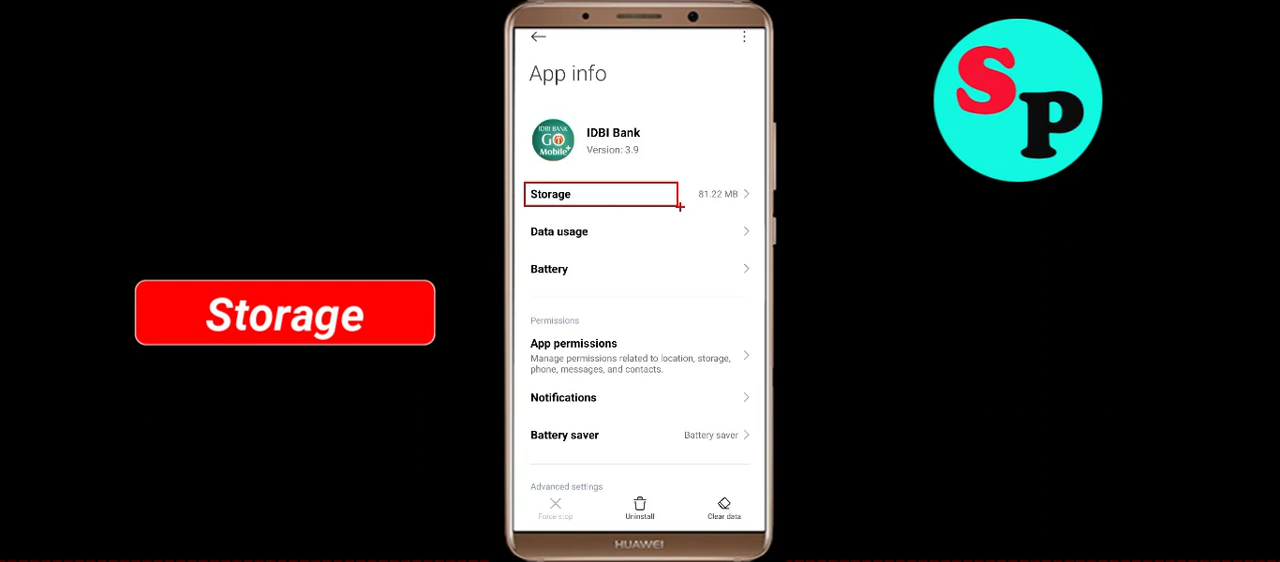 App info
IDBI BANK
GO
Mobile+
IDBI Bank
Version: 3.9
Storage 81.22 MB
Data usage
Battery
Permissions
App permissions
Manage permissions related to location, storage,
phone, messages, and contacts.
Notifications
Battery saver Battery saver
Advanced settings
Force stop Uninstall Clear data
HUAWEI
Storage
SP